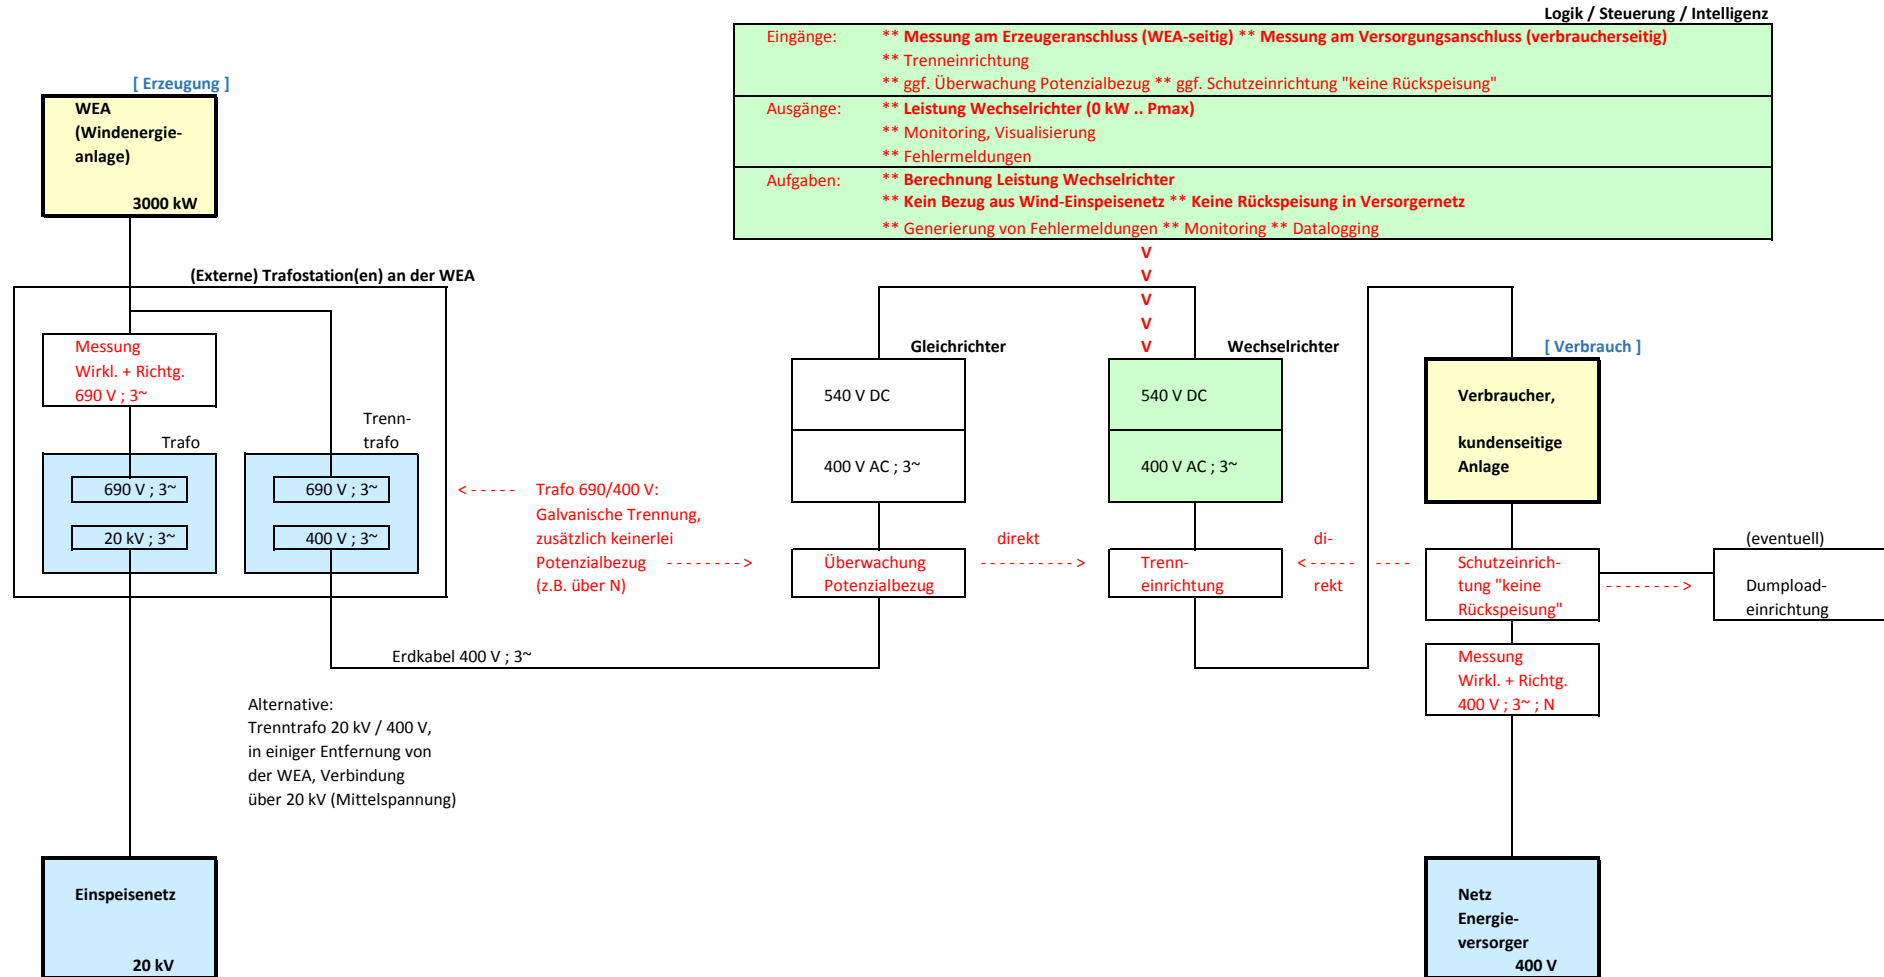 Logik / Steuerung / Intelligenz
Eingänge: ** Messung am Erzeugeranschluss (WEA-seitig) ** Messung am Versorgungsanschluss (verbraucherseitig)
** Trenneinrichtung
** ggf. Überwachung Potenzialbezug ** ggf. Schutzeinrichtung "keine Rückspeisung"
Ausgänge: ** Leistung Wechselrichter (0 kW .. Pmax)
** Monitoring, Visualisierung
** Fehlermeldungen
Aufgaben: ** Berechnung Leistung Wechselrichter
** Kein Bezug aus Wind-Einspeisenetz ** Keine Rückspeisung in Versorgernetz
** Generierung von Fehlermeldungen ** Monitoring ** Datalogging
V
V
V
V
V
[ Erzeugung ]
WEA
(Windenergie-
anlage)
3000 kW
(Externe) Trafostation(en) an der WEA
Messung
Wirkl. + Richtg.
690 V ; 3~
Trafo
690 V ; 3~
20 kV ; 3~
Trenn-
trafo
690 V ; 3~
400 V ; 3~
<----- Trafo 690/400 V:
Galvanische Trennung,
zusätzlich keinerlei
Potenzialbezug -------->
(z.B. über N)
Erdkabel 400 V ; 3~
Alternative:
Trenntrafo 20 kV / 400 V,
in einiger Entfernung von
der WEA, Verbindung
über 20 kV (Mittelspannung)
Einspeisenetz
20 kV
Gleichrichter
540 V DC
400 V AC ; 3~
Überwachung
Potenzialbezug
direkt
---------->
Wechselrichter
540 V DC
400 V AC ; 3~
Trenn-
einrichtung
di-
<----- ----
rekt
[ Verbrauch ]
Verbraucher,
kundenseitige
Anlage
Schutzeinrich-
tung "keine
Rückspeisung"
-------->
(eventuell)
Dumpload-
einrichtung
Messung
Wirkl. + Richtg.
400 V ; 3~ ; N
Netz
Energie-
versorger
400 V